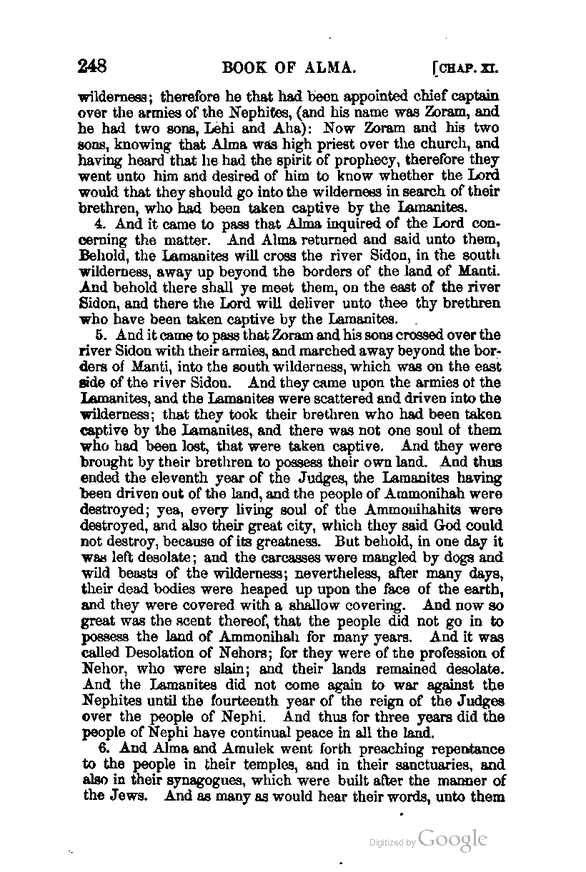 248 BOOK OF ALMA. [CHAP. XI.
wilderness; therefore he that had been appointed chief captain
over the armies of the Nephites, (and his name was Zoram, and
he had two sons, Lehi and Aha): Now Zoram and his two
sons, knowing that Alma was high priest over the church, and
having heard that he had the spirit of prophecy, therefore they
went unto him and desired of him to know whether the Lord
would that they should go into the wilderness in search of their
brethren, who had been taken captive by the Lamanites.
4. And it came to pass that Alma inquired of the Lord con-
cerning the matter. And Alma returned and said unto them,
Behold, the Lamanites will cross the river Sidon, in the south
wilderness, away up beyond the borders of the land of Manti.
And behold there shall ye meet them, on the east of the river
Sidon, and there the Lord will deliver unto thee thy brethren
who have been taken captive by the Lamanites.
5. And it came to pass that Zoram and his sons crossed over the
river Sidon with their armies, and marched away beyond the bor-
ders of Manti, into the south wilderness, which was on the east
side of the river Sidon. And they came upon the armies of the
Lamanites, and the Lamanites were scattered and driven into the
wilderness; that they took their brethren who had been taken
captive by the Lamanites, and there was not one soul of them
who had been lost, that were taken captive. And they were
brought by their brethren to possess their own land. And thus
ended the eleventh year of the Judges, the Lamanites having
been driven out of the land, and the people of Ammonihah were
destroyed; yea, every living soul of the Ammonihahits were
destroyed, and also their great city, which they said God could
not destroy, because of its greatness. But behold, in one day it
was left desolate; and the carcasses were mangled by dogs and
wild beasts of the wilderness; nevertheless, after many days,
their dead bodies were heaped up upon the face of the earth,
and they were covered with a shallow covering. And now so
great was the scent thereof, that the people did not go in to
possess the land of Ammonihah for many years. And it was
called Desolation of Nehors; for they were of the profession of
Nehor, who were slain; and their lands remained desolate.
And the Lamanites did not come again to war against the
Nephites until the fourteenth year of the reign of the Judges
over the people of Nephi. And thus for three years did the
people of Nephi have continual peace in all the land.
6. And Alma and Amulek went forth preaching repentance
to the people in their temples, and in their sanctuaries, and
also in their synagogues, which were built after the manner of
the Jews. And as many as would hear their words, unto them
Digitized by Google